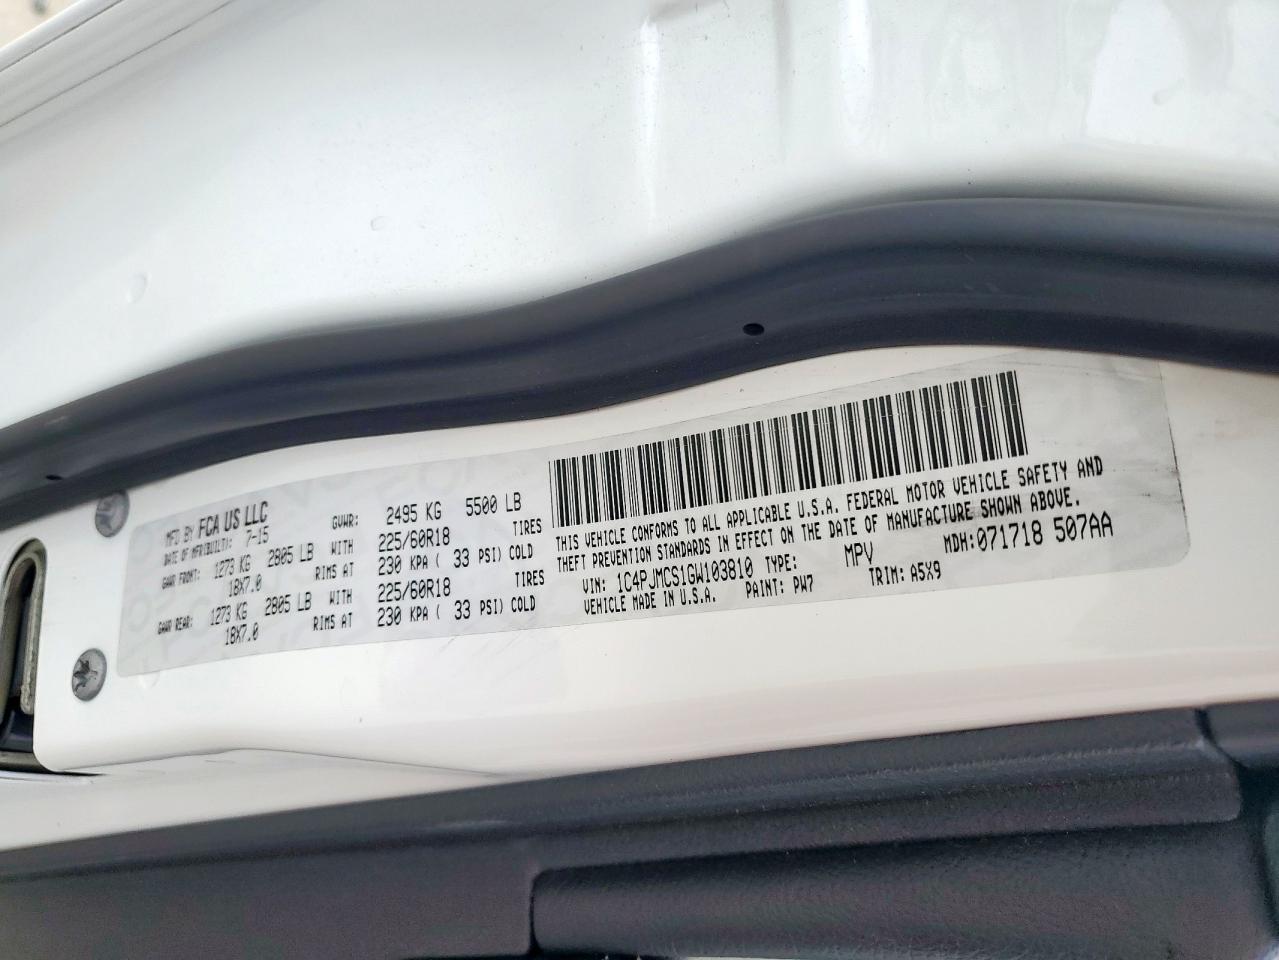 MFD BY FCA US LLC
DATE OF MFR(BUILT): 7-15 GVWR: 2495 KG 5500 LB
GAWR FRONT: 1273 KG 2805 LB WITH 225/60R18 TIRES
18X7.0 RIMS AT 230 KPA ( 33 PSI) COLD
GAWR REAR: 1273 KG 2805 LB WITH 225/60R18 TIRES
18X7.0 RIMS AT 230 KPA ( 33 PSI) COLD
THIS VEHICLE CONFORMS TO ALL APPLICABLE U.S.A. FEDERAL MOTOR VEHICLE SAFETY AND
THEFT PREVENTION STANDARDS IN EFFECT ON THE DATE OF MANUFACTURE SHOWN ABOVE.
VIN: 1C4PJMCS1GW103810 TYPE: MPV MDH:071718 507AA
VEHICLE MADE IN U.S.A. PAINT: PW7 TRIM: A5X9